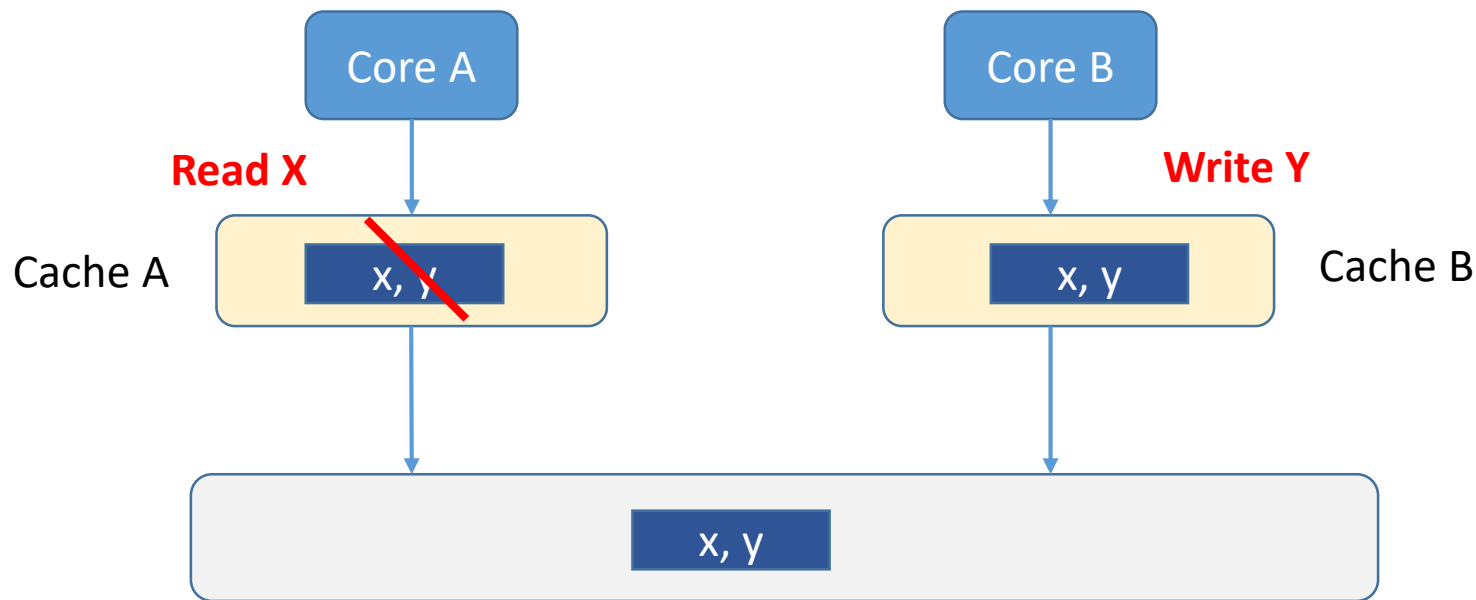 Core A
Core B
Read X
Write Y
Cache A
x, y
x, y
Cache B
x, y